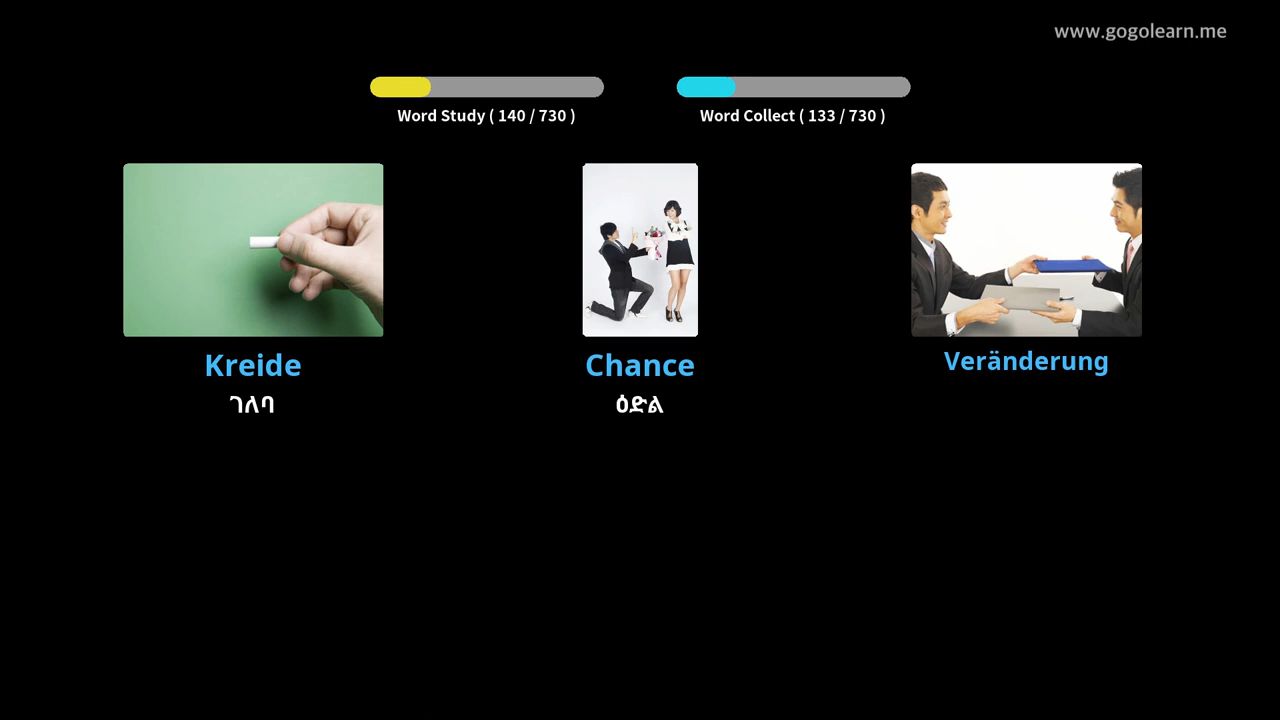 www.gogolearn.me
Word Study ( 140 / 730 )
Word Collect ( 133 / 730 )
Kreide
ገለባ
Chance
ዕድል
Veränderung